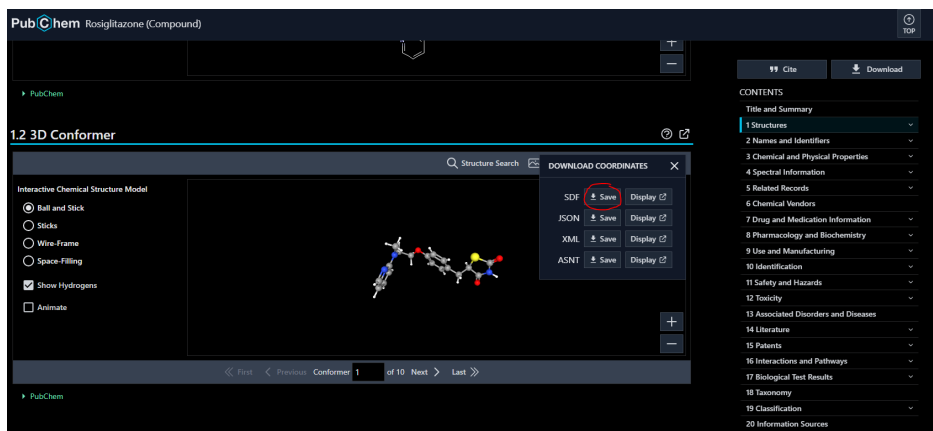 PubChem Rosiglitazone (Compound)
TOP
Cite
Download
PubChem
CONTENTS
Title and Summary
1 Structures
2 Names and Identifiers
3 Chemical and Physical Properties
4 Spectral Information
5 Related Records
6 Chemical Vendors
7 Drug and Medication Information
8 Pharmacology and Biochemistry
9 Use and Manufacturing
10 Identification
11 Safety and Hazards
12 Toxicity
13 Associated Disorders and Diseases
14 Literature
15 Patents
16 Interactions and Pathways
17 Biological Test Results
18 Taxonomy
19 Classification
20 Information Sources
1.2 3D Conformer
Structure Search
DOWNLOAD COORDINATES
SDF Save Display
JSON Save Display
XML Save Display
ASNT Save Display
Interactive Chemical Structure Model
Ball and Stick
Sticks
Wire-Frame
Space-Filling
Show Hydrogens
Animate
First Previous Conformer 1 of 10 Next Last
PubChem